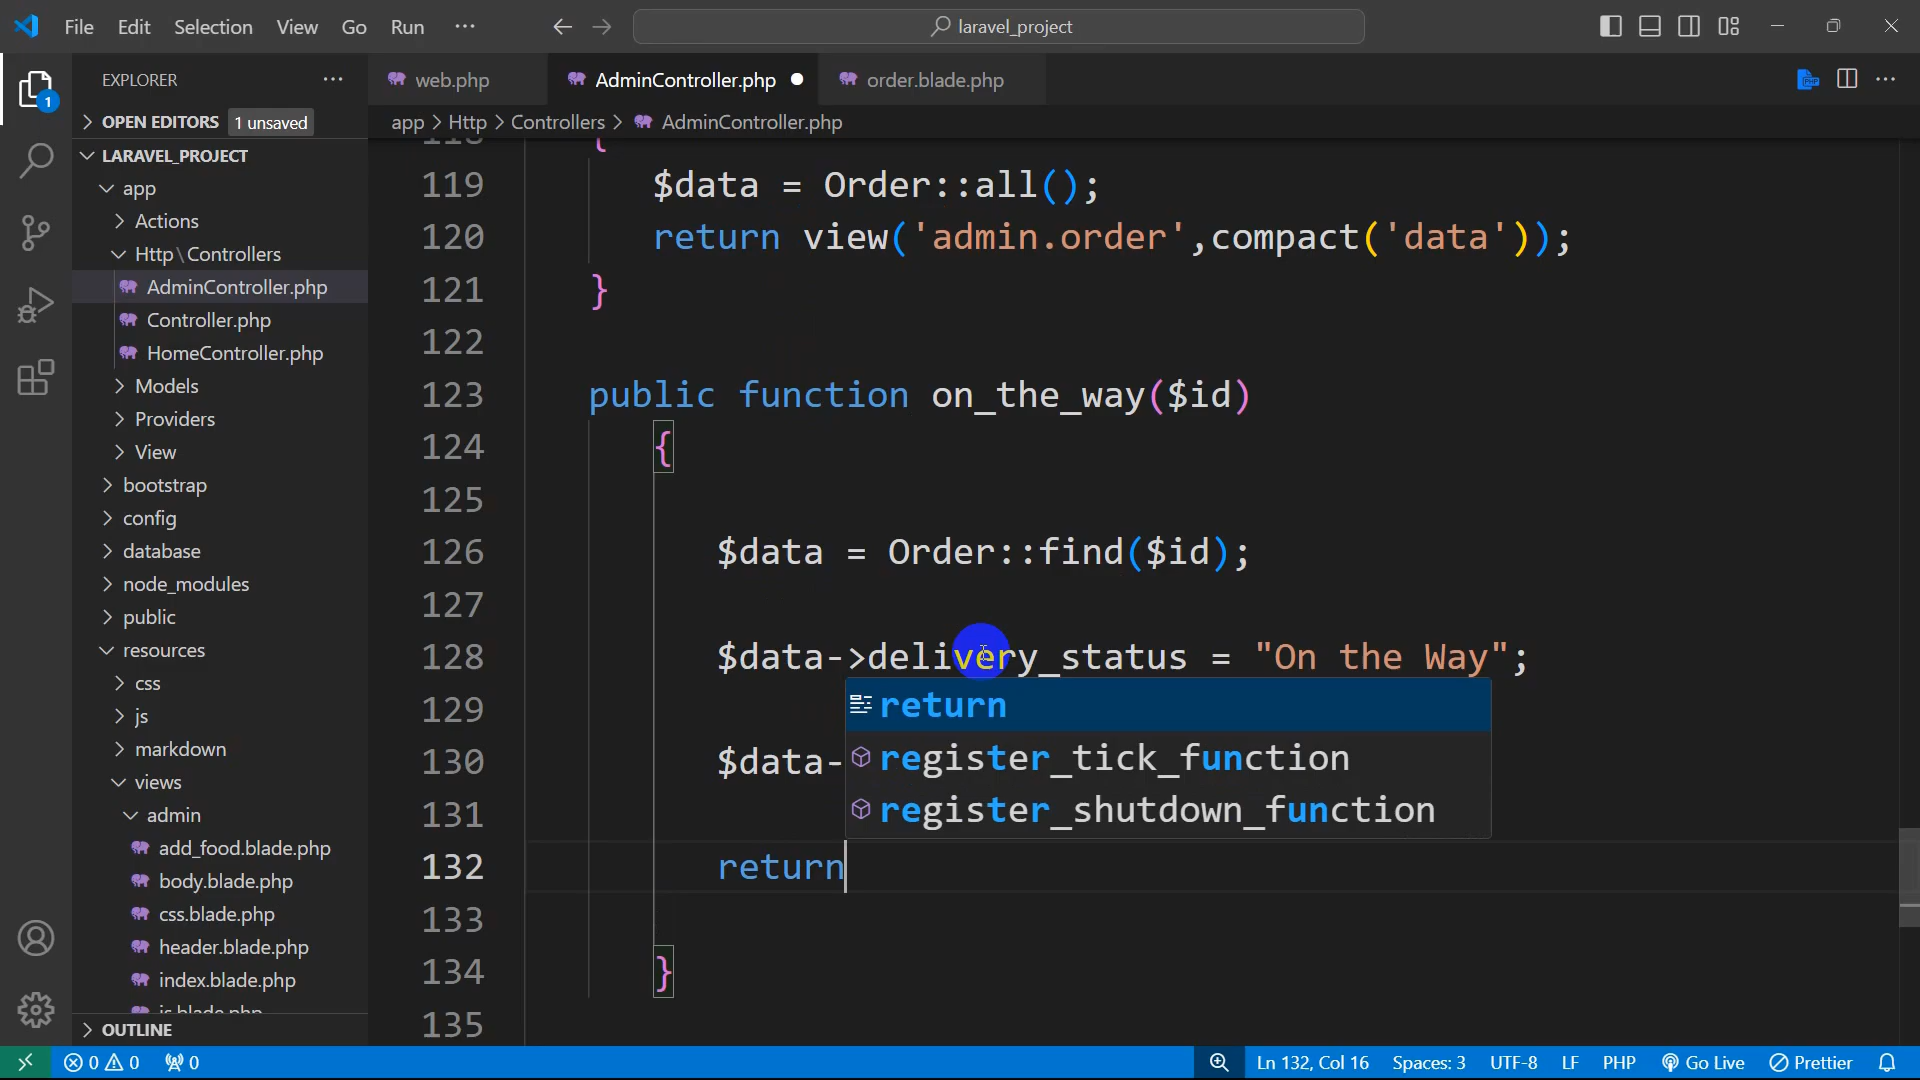 File Edit Selection View Go Run ··· laravel_project
EXPLORER ···
web.php AdminController.php order.blade.php ···
1
OPEN EDITORS 1 unsaved
app > Http > Controllers > AdminController.php
LARAVEL_PROJECT
app
Actions
Http\Controllers
AdminController.php
Controller.php
HomeController.php
Models
Providers
View
bootstrap
config
database
node_modules
public
resources
css
js
markdown
views
admin
add_food.blade.php
body.blade.php
css.blade.php
header.blade.php
index.blade.php
js.blade.php
OUTLINE
118 {
119 $data = Order::all();
120 return view('admin.order',compact('data'));
121 }
122
123 public function on_the_way($id)
124 {
125
126 $data = Order::find($id);
127
128 $data->delivery_status = "On the Way";
129
130 $data-
131
132 return
133
134 }
135
return
register_tick_function
register_shutdown_function
0 0 0 Ln 132, Col 16 Spaces: 3 UTF-8 LF PHP Go Live Prettier